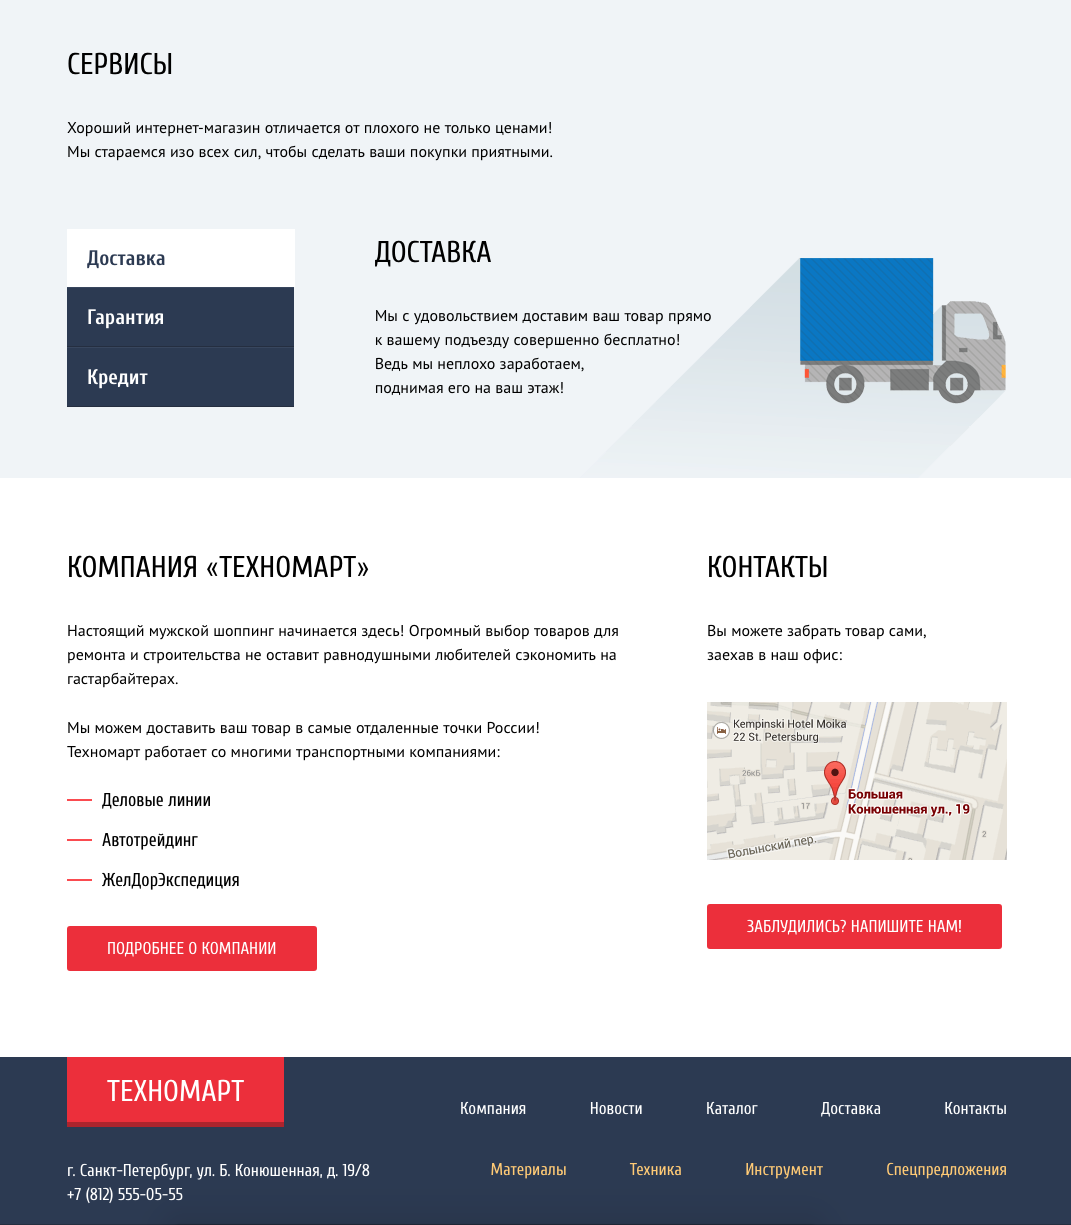 СЕРВИСЫ
Хороший интернет-магазин отличается от плохого не только ценами!
Мы стараемся изо всех сил, чтобы сделать ваши покупки приятными.
Доставка
Гарантия
Кредит
ДОСТАВКА
Мы с удовольствием доставим ваш товар прямо
к вашему подъезду совершенно бесплатно!
Ведь мы неплохо заработаем,
поднимая его на ваш этаж!
КОМПАНИЯ «ТЕХНОМАРТ»
Настоящий мужской шоппинг начинается здесь! Огромный выбор товаров для
ремонта и строительства не оставит равнодушными любителей сэкономить на
гастарбайтерах.
Мы можем доставить ваш товар в самые отдаленные точки России!
Техномарт работает со многими транспортными компаниями:
Деловые линии
Автотрейдинг
ЖелДорЭкспедиция
ПОДРОБНЕЕ О КОМПАНИИ
КОНТАКТЫ
Вы можете забрать товар сами,
заехав в наш офис:
Kempinski Hotel Moika
22 St. Petersburg
26кБ
17
Большая
Конюшенная ул., 19
2
Волынский пер.
ЗАБЛУДИЛИСЬ? НАПИШИТЕ НАМ!
ТЕХНОМАРТ
г. Санкт-Петербург, ул. Б. Конюшенная, д. 19/8
+7 (812) 555-05-55
Компания Новости Каталог Доставка Контакты
Материалы Техника Инструмент Спецпредложения